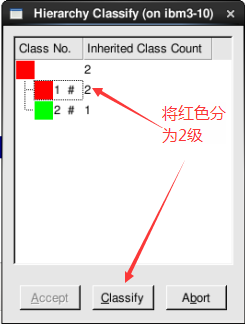 Hierarchy Classify (on ibm3-10)
Class No. Inherited Class Count
2
1 # 2
2 # 1
将红色分
为2级
Accept Classify Abort